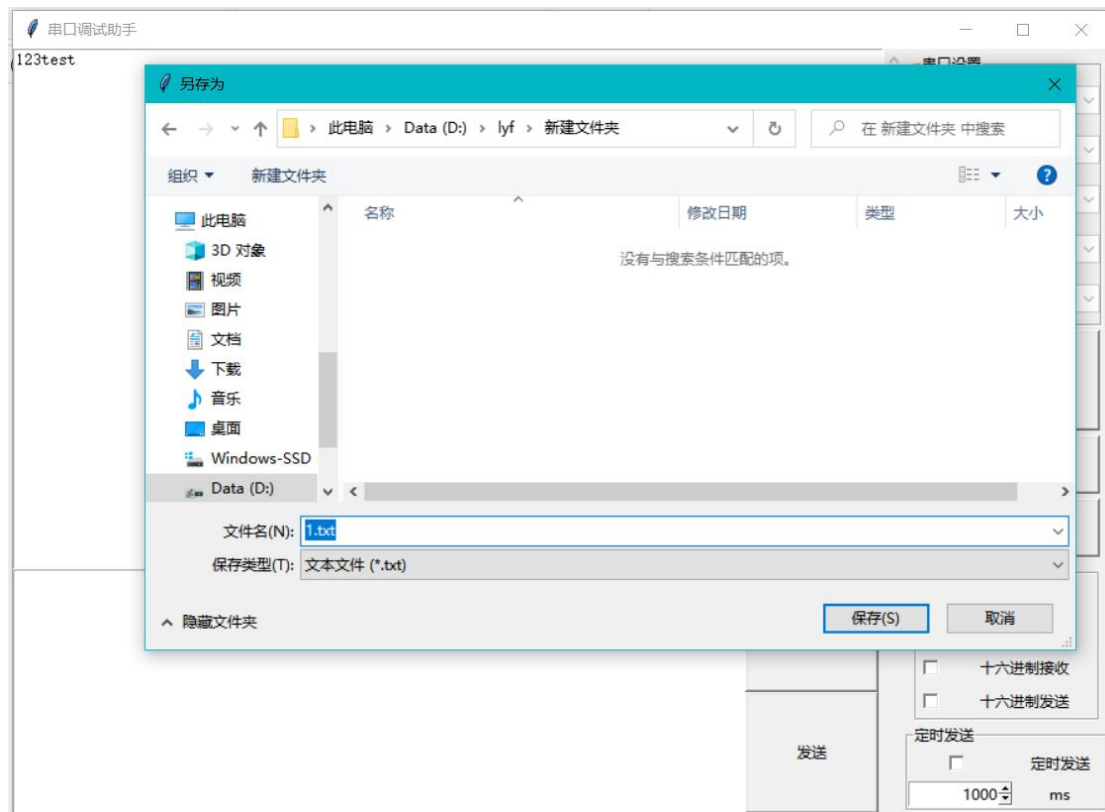 串口调试助手
123test
串口设置
另存为
此电脑 › Data (D:) › lyf › 新建文件夹
在 新建文件夹 中搜索
组织
新建文件夹
名称
修改日期
类型
大小
没有与搜索条件匹配的项。
此电脑
3D 对象
视频
图片
文档
下载
音乐
桌面
Windows-SSD
Data (D:)
文件名(N): 1.txt
保存类型(T): 文本文件 (*.txt)
隐藏文件夹
保存(S)
取消
十六进制接收
十六进制发送
发送
定时发送
定时发送
1000 ms